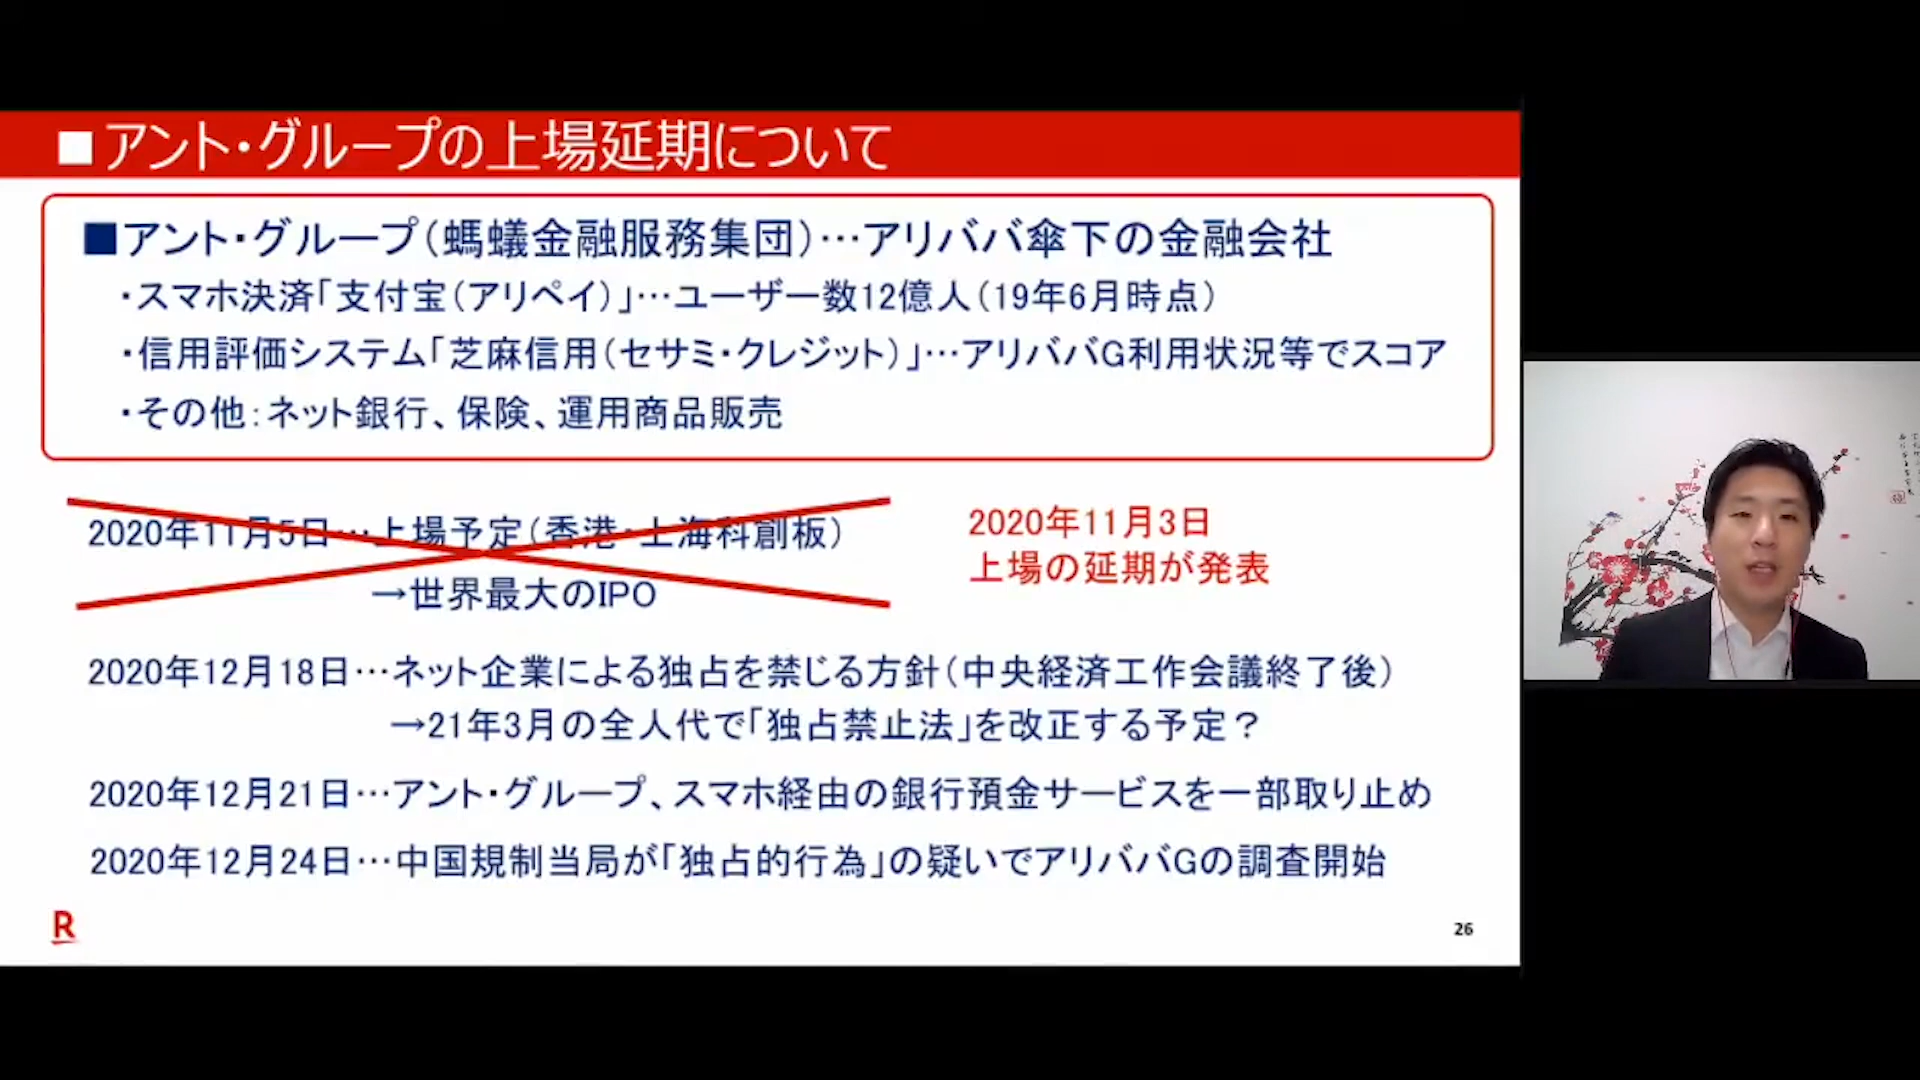 ■アント・グループの上場延期について
■アント・グループ（螞蟻金融服務集団）…アリババ傘下の金融会社
・スマホ決済「支付宝（アリペイ）」…ユーザー数12億人（19年6月時点）
・信用評価システム「芝麻信用（セサミ・クレジット）」…アリババG利用状況等でスコア
・その他：ネット銀行、保険、運用商品販売
2020年11月5日…上場予定（香港・上海科創板）
→世界最大のIPO
2020年11月3日
上場の延期が発表
2020年12月18日…ネット企業による独占を禁じる方針（中央経済工作会議終了後）
→21年3月の全人代で「独占禁止法」を改正する予定？
2020年12月21日…アント・グループ、スマホ経由の銀行預金サービスを一部取り止め
2020年12月24日…中国規制当局が「独占的行為」の疑いでアリババGの調査開始
R
26